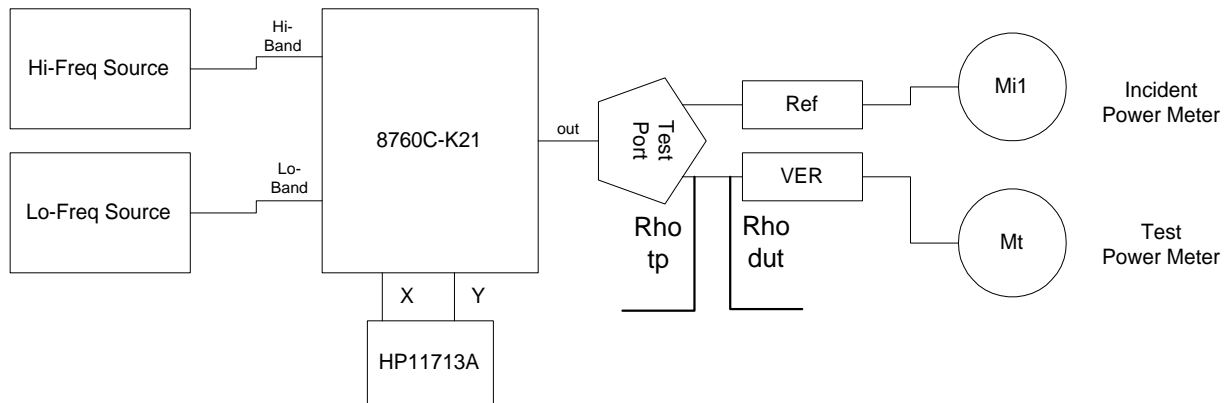 Hi-Freq Source
Hi-
Band
Lo-Freq Source
Lo-
Band
8760C-K21
X
Y
HP11713A
out
Test
Port
Ref
VER
Rho
tp
Rho
dut
Mi1
Incident
Power Meter
Mt
Test
Power Meter